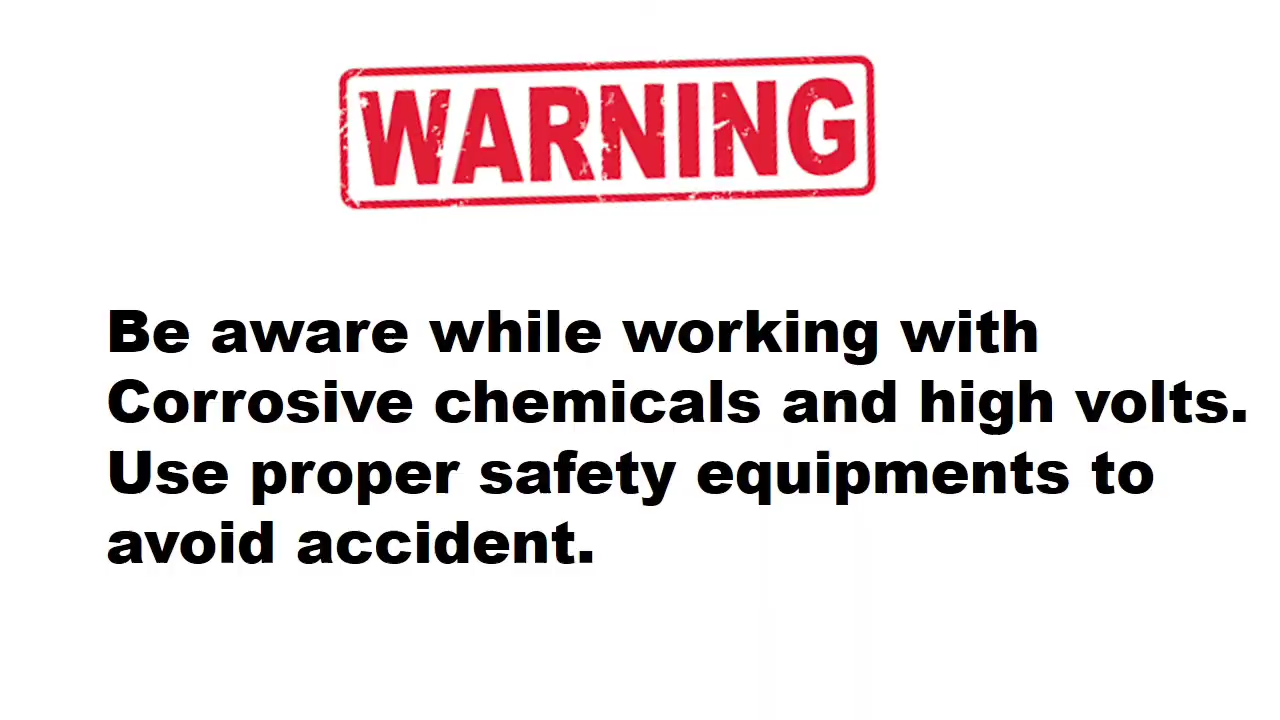 WARNING
Be aware while working with
Corrosive chemicals and high volts.
Use proper safety equipments to
avoid accident.